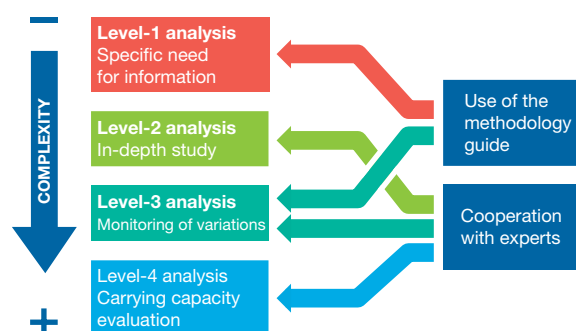 –
COMPLEXITY
+
Level-1 analysis
Specific need
for information
Level-2 analysis
In-depth study
Level-3 analysis
Monitoring of variations
Level-4 analysis
Carrying capacity
evaluation
Use of the
methodology
guide
Cooperation
with experts